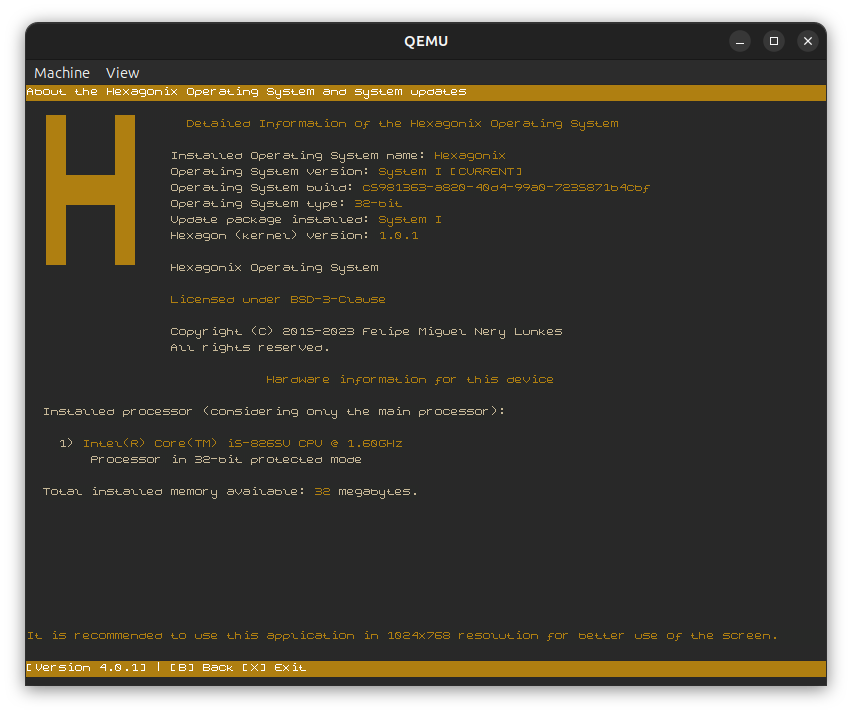 QEMU
Machine View
About the Hexagonix Operating System and system updates
H
Detailed Information of the Hexagonix Operating System
Installed Operating System name: Hexagonix
Operating System version: System I [CURRENT]
Operating System build: c5981363-a820-40d4-99a0-7235871b4cbf
Operating System type: 32-bit
Update package installed: System I
Hexagon (kernel) version: 1.0.1
Hexagonix Operating System
Licensed under BSD-3-Clause
Copyright (C) 2015-2023 Felipe Miguel Nery Lunkes
All rights reserved.
Hardware information for this device
Installed processor (considering only the main processor):
1) Intel(R) Core(TM) i5-8265U CPU @ 1.60GHz
Processor in 32-bit protected mode
Total installed memory available: 32 megabytes.
It is recommended to use this application in 1024x768 resolution for better use of the screen.
[Version 4.0.1] | [B] Back [X] Exit